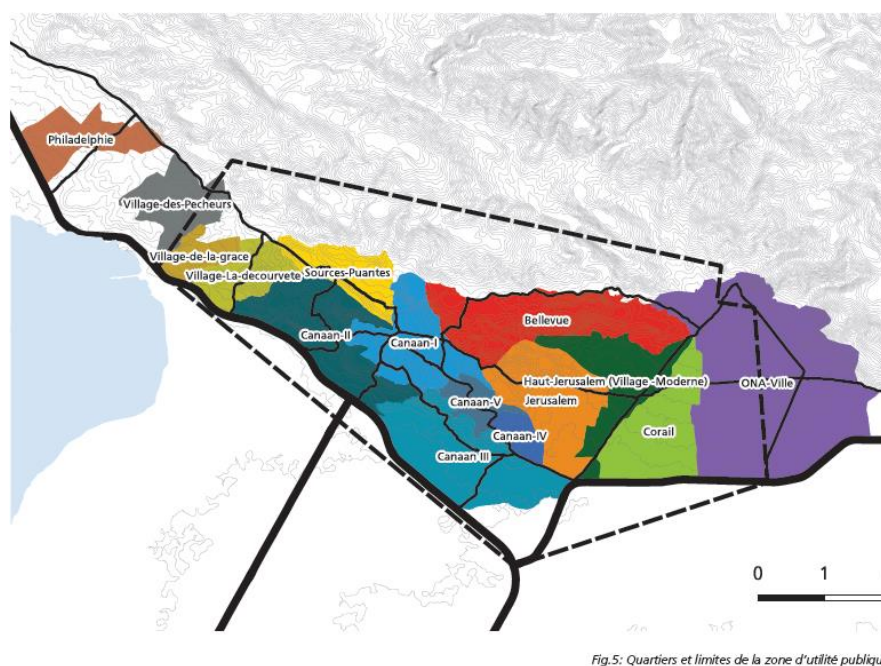 Philadelphie
Village-des-Pecheurs
Village-de-la-grace
Village-La-decourvete
Sources-Puantes
Bellevue
Canaan-II
Canaan-I
Haut-Jerusalem (Village -Moderne)
ONA-Ville
Canaan-V
Jerusalem
Canaan-IV
Corail
Canaan III
0 1
Fig.5: Quartiers et limites de la zone d'utilité publiqu